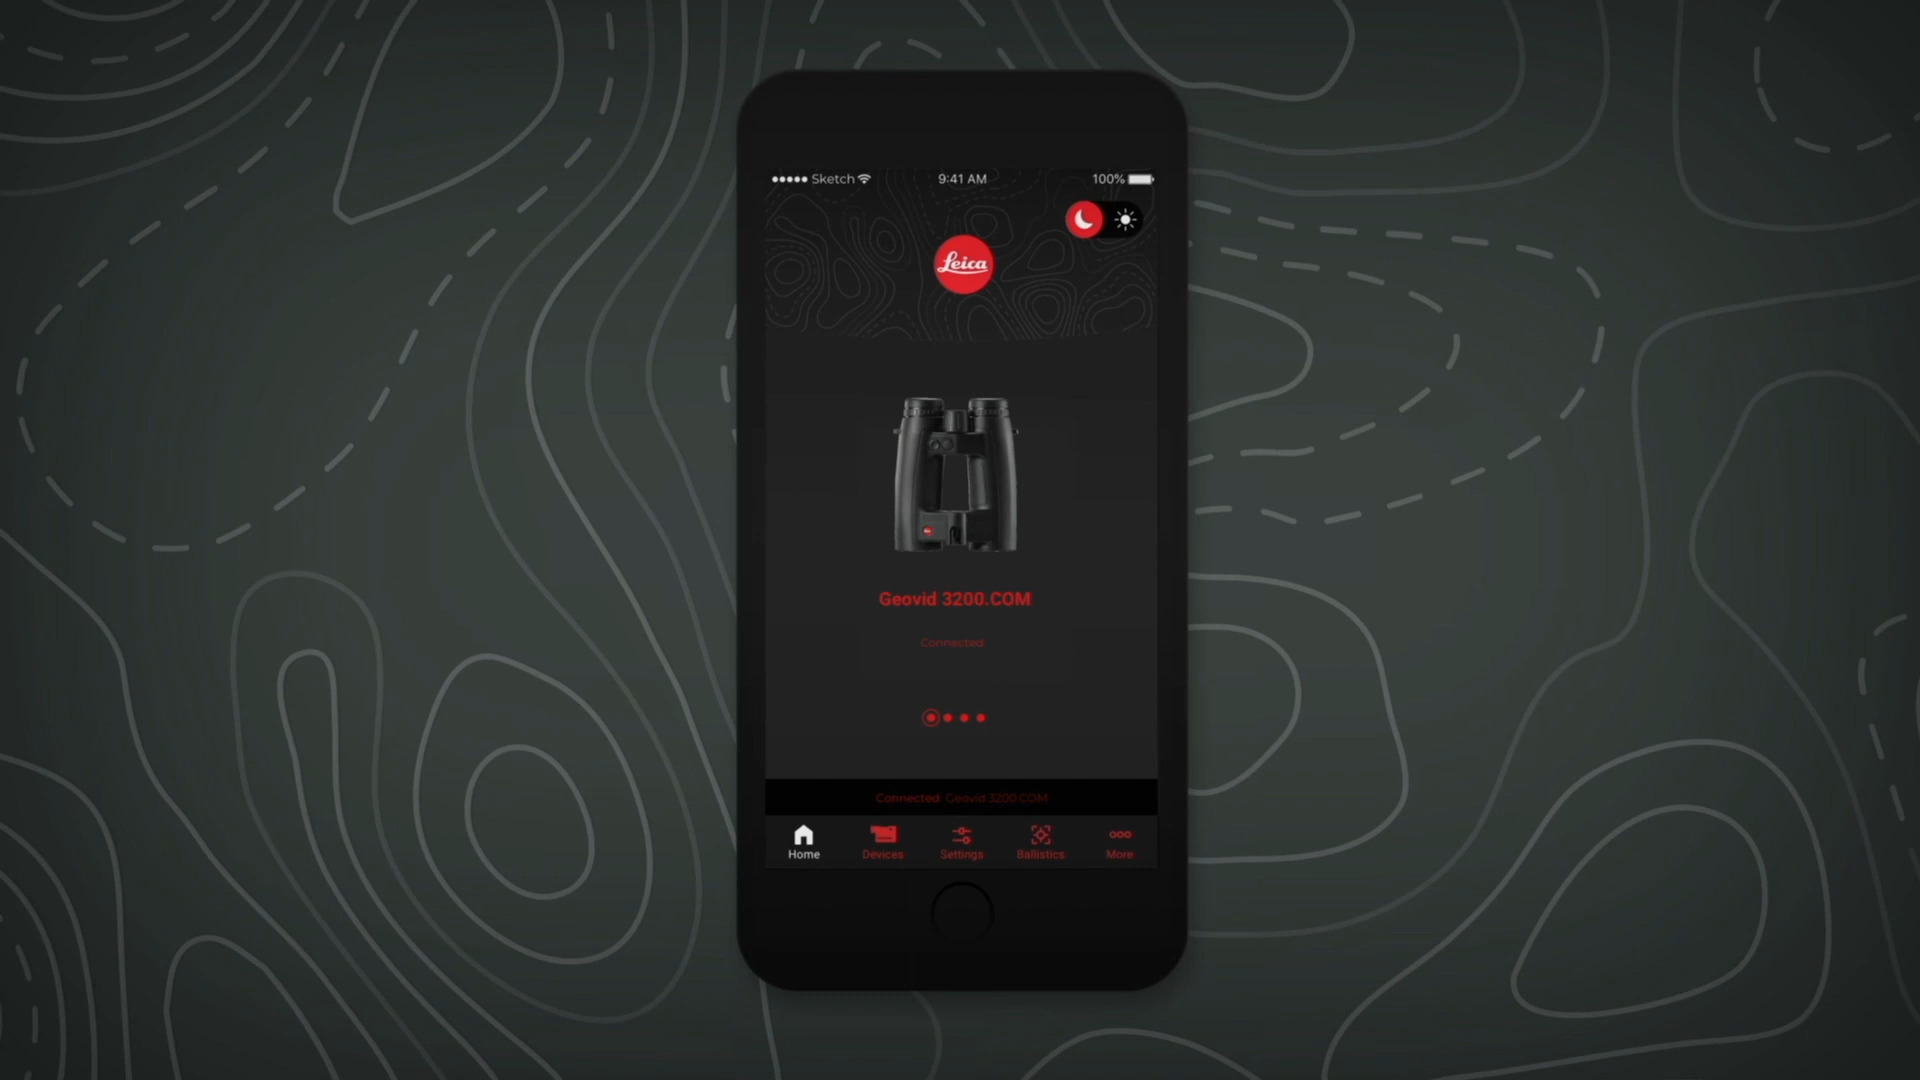 Sketch 9:41 AM 100%
Leica
Geovid 3200.COM
Connected
Connected Geovid 3200.COM
Home Devices Settings Ballistics More